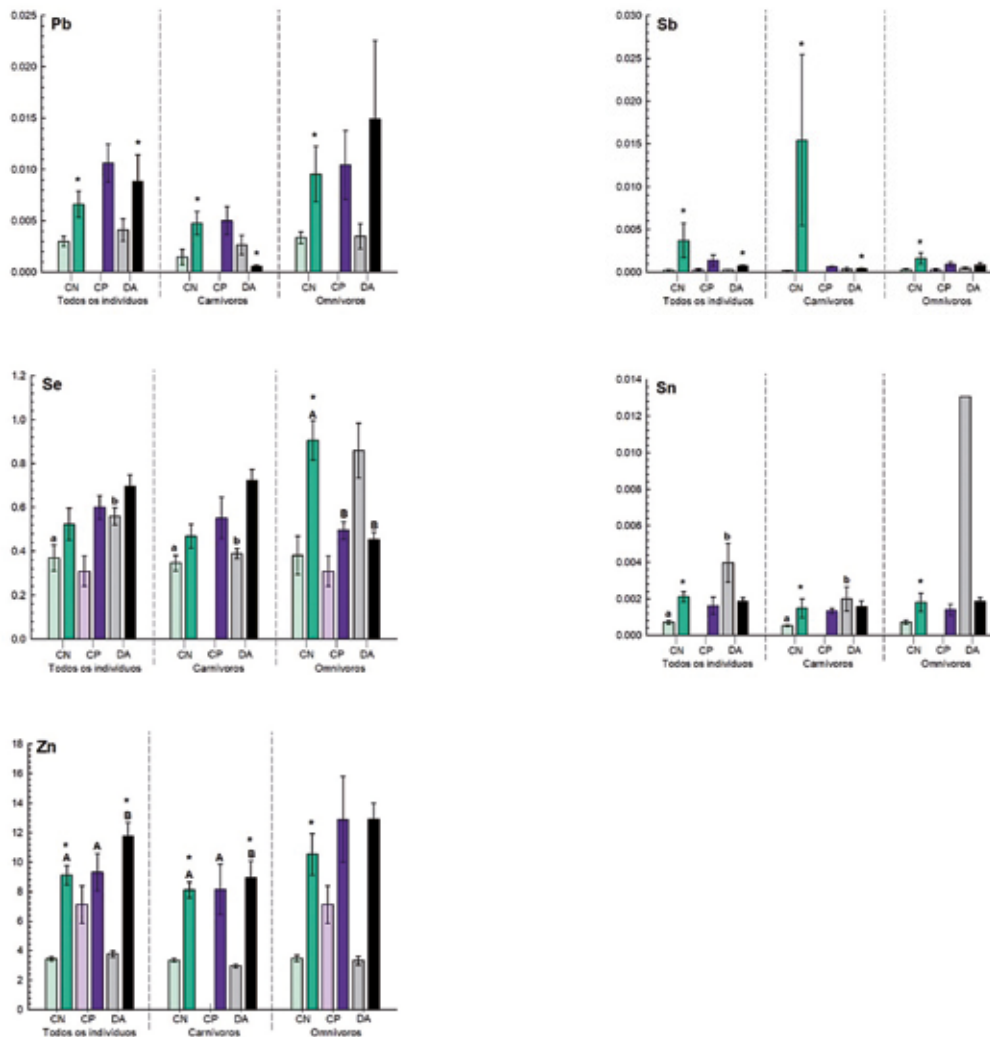 Pb
0.025
0.020
0.015
0.010
0.005
0.000
* * * * *
CN CP DA CN CP DA CN CP DA
Todos os indivíduos Carnívoros Omnívoros
Sb
0.030
0.025
0.020
0.015
0.010
0.005
0.000
* * * * *
CN CP DA CN CP DA CN CP DA
Todos os indivíduos Carnívoros Omnívoros
Se
1.2
1.0
0.8
0.6
0.4
0.2
0.0
*
a b a b A B B
CN CP DA CN CP DA CN CP DA
Todos os indivíduos Carnívoros Omnívoros
Sn
0.014
0.012
0.010
0.008
0.006
0.004
0.002
0.000
a * b a * b *
CN CP DA CN CP DA CN CP DA
Todos os indivíduos Carnívoros Omnívoros
Zn
18
16
14
12
10
8
6
4
2
0
* * * * *
A A B A A B
CN CP DA CN CP DA CN CP DA
Todos os indivíduos Carnívoros Omnívoros